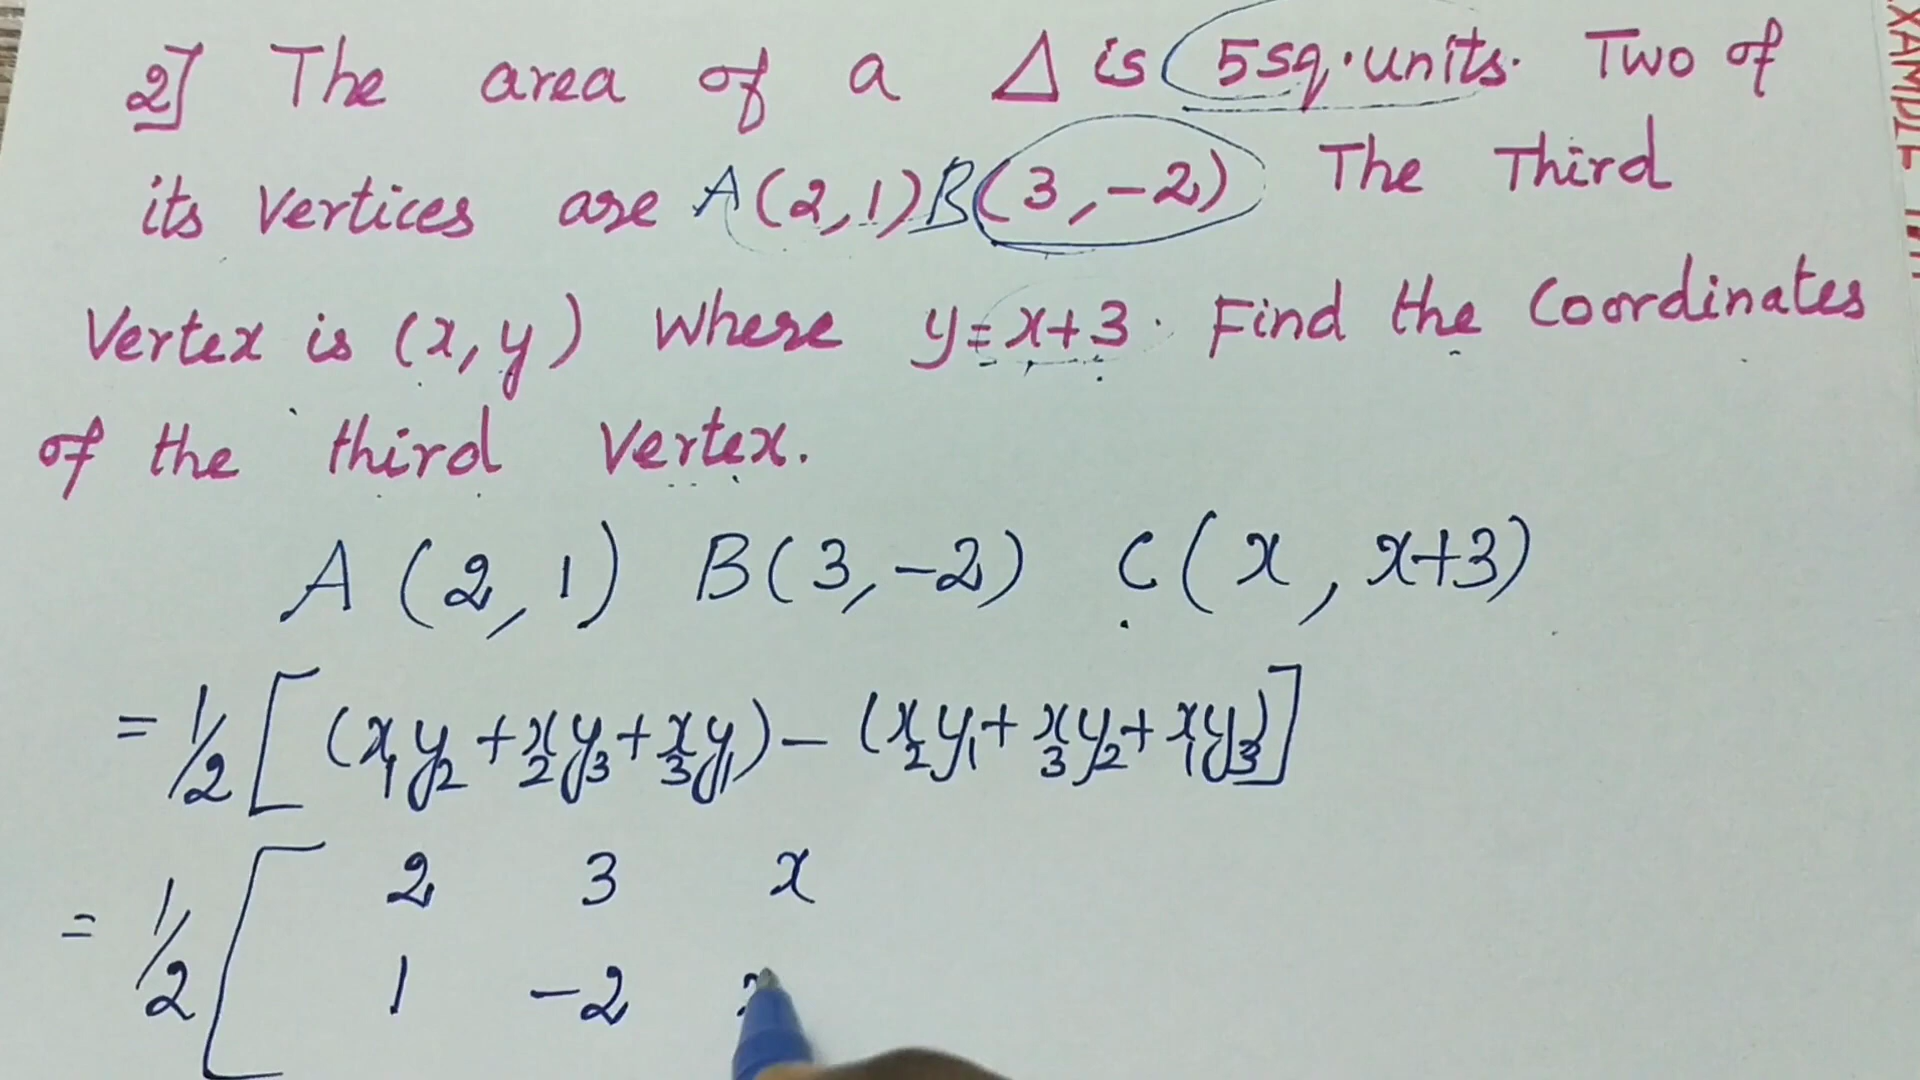 2] The area of a Δ is 5sq.units. Two of
its vertices are A(2,1) B(3,-2) The Third
Vertex is (x,y) where y=x+3. Find the Coordinates
of the third vertex.
A(2,1) B(3,-2) C(x, x+3)
= 1/2 [(x₁y₂+x₂y₃+x₃y₁) - (x₂y₁+x₃y₂+x₁y₃)]
= 1/2 [ 2 3 x
1 -2